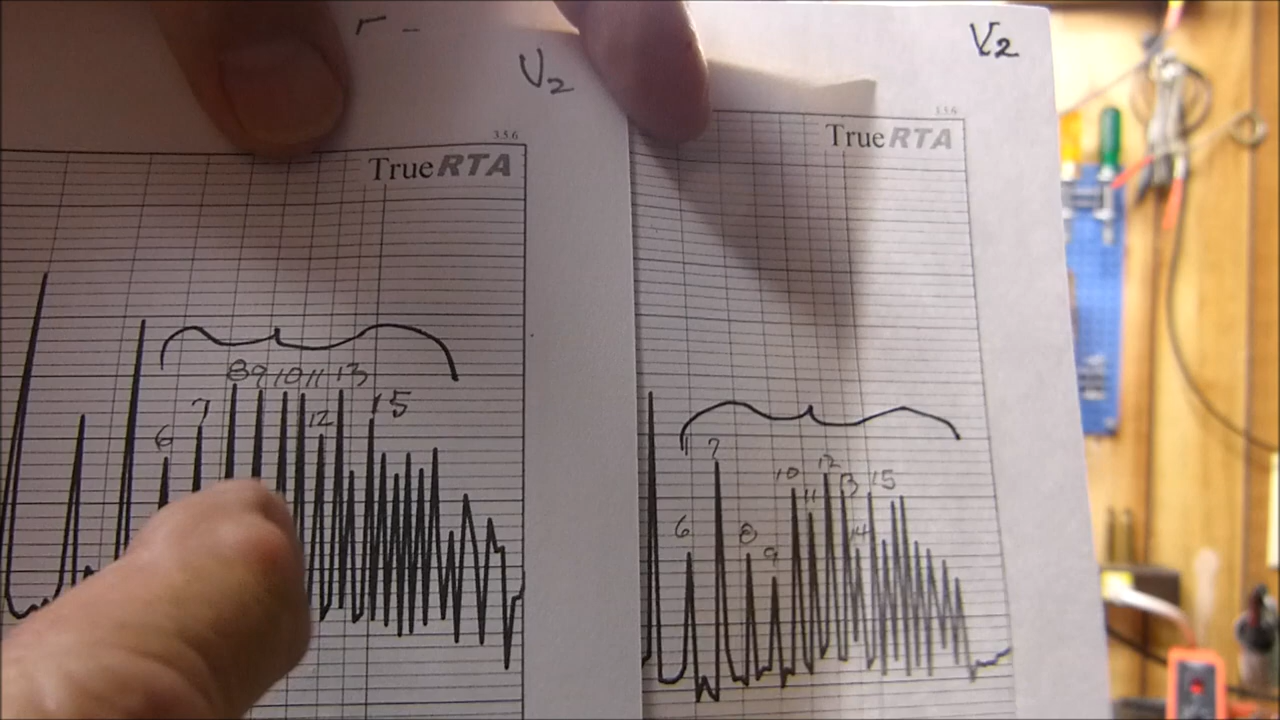 V2
3.5.6
TrueRTA
8 9 10 11 13
7 12 15
6
V2
3.5.6
TrueRTA
7 10 12 13 15
6 8 9 11 14